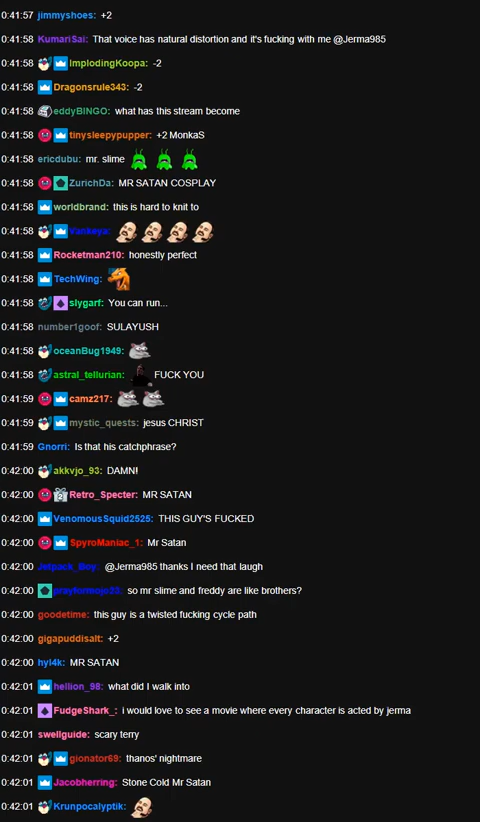 0:41:57 jimmyshoes: +2
0:41:58 KumariSai: That voice has natural distortion and it's fucking with me @Jerma985
0:41:58 ImplodingKoopa: -2
0:41:58 Dragonsrule343: -2
0:41:58 eddyBINGO: what has this stream become
0:41:58 tinysleepypupper: +2 MonkaS
0:41:58 ericdubu: mr. slime
0:41:58 ZurichDa: MR SATAN COSPLAY
0:41:58 worldbrand: this is hard to knit to
0:41:58 Vankeya:
0:41:58 Rocketman210: honestly perfect
0:41:58 TechWing:
0:41:58 slygarf: You can run...
0:41:58 number1goof: SULAYUSH
0:41:58 oceanBug1949:
0:41:58 astral_tellurian: FUCK YOU
0:41:59 camz217:
0:41:59 mystic_quests: jesus CHRIST
0:41:59 Gnorri: Is that his catchphrase?
0:42:00 akkvjo_93: DAMN!
0:42:00 Retro_Specter: MR SATAN
0:42:00 VenomousSquid2525: THIS GUY'S FUCKED
0:42:00 SpyroManiac_1: Mr Satan
0:42:00 Jetpack_Boy: @Jerma985 thanks I need that laugh
0:42:00 prayformojo35: so mr slime and freddy are like brothers?
0:42:00 goodetime: this guy is a twisted fucking cycle path
0:42:00 gigapuddisalt: +2
0:42:00 hyl4k: MR SATAN
0:42:01 hellion_98: what did I walk into
0:42:01 FudgeShark_: i would love to see a movie where every character is acted by jerma
0:42:01 swellguide: scary terry
0:42:01 gionator69: thanos' nightmare
0:42:01 Jacobherring: Stone Cold Mr Satan
0:42:01 Krunpocalyptik: